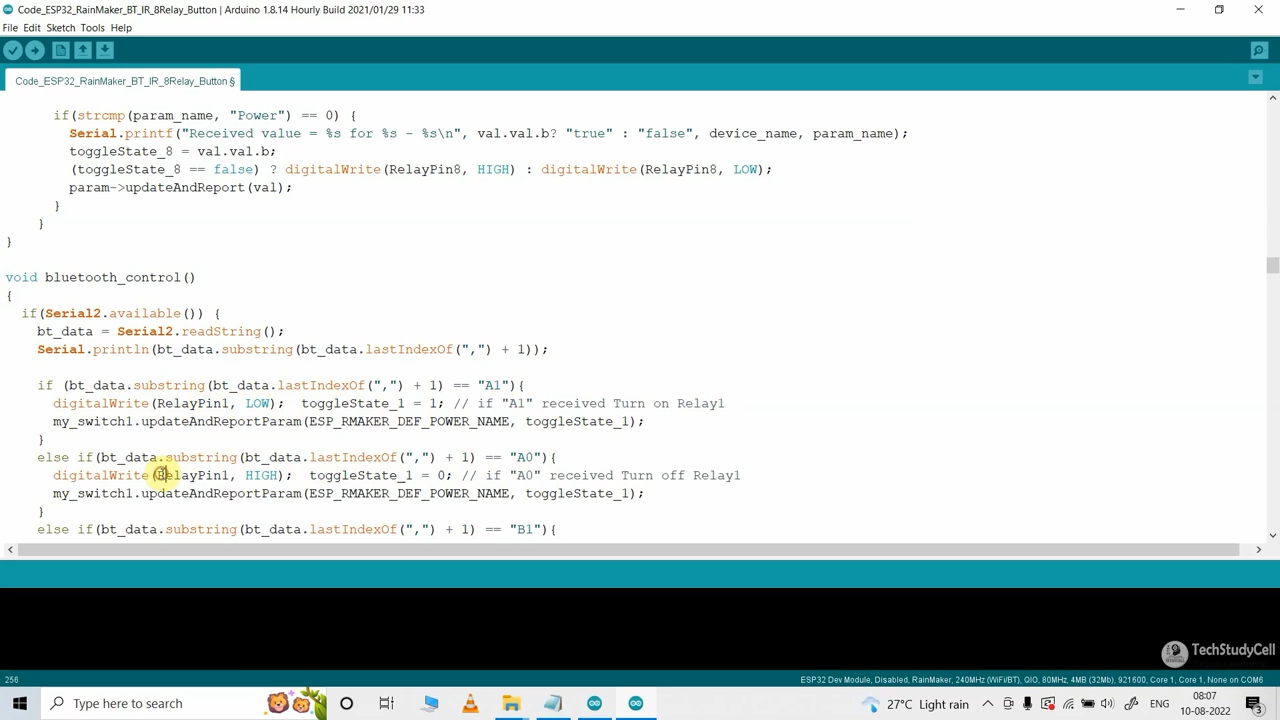 Code_ESP32_RainMaker_BT_IR_8Relay_Button | Arduino 1.8.14 Hourly Build 2021/01/29 11:33
File Edit Sketch Tools Help
Code_ESP32_RainMaker_BT_IR_8Relay_Button §
if(strcmp(param_name, "Power") == 0) {
Serial.printf("Received value = %s for %s - %s\n", val.val.b? "true" : "false", device_name, param_name);
toggleState_8 = val.val.b;
(toggleState_8 == false) ? digitalWrite(RelayPin8, HIGH) : digitalWrite(RelayPin8, LOW);
param->updateAndReport(val);
}
}
}
void bluetooth_control()
{
if(Serial2.available()) {
bt_data = Serial2.readString();
Serial.println(bt_data.substring(bt_data.lastIndexOf(",") + 1));
if (bt_data.substring(bt_data.lastIndexOf(",") + 1) == "A1"){
digitalWrite(RelayPin1, LOW);  toggleState_1 = 1; // if "A1" received Turn on Relay1
my_switch1.updateAndReportParam(ESP_RMAKER_DEF_POWER_NAME, toggleState_1);
}
else if(bt_data.substring(bt_data.lastIndexOf(",") + 1) == "A0"){
digitalWrite(RelayPin1, HIGH);  toggleState_1 = 0; // if "A0" received Turn off Relay1
my_switch1.updateAndReportParam(ESP_RMAKER_DEF_POWER_NAME, toggleState_1);
}
else if(bt_data.substring(bt_data.lastIndexOf(",") + 1) == "B1"){
TechStudyCell
256
ESP32 Dev Module, Disabled, RainMaker, 240MHz (WiFi/BT), QIO, 80MHz, 4MB (32Mb), 921600, Core 1, Core 1, None on COM6
Type here to search
27°C Light rain
ENG
08:07
10-08-2022
3